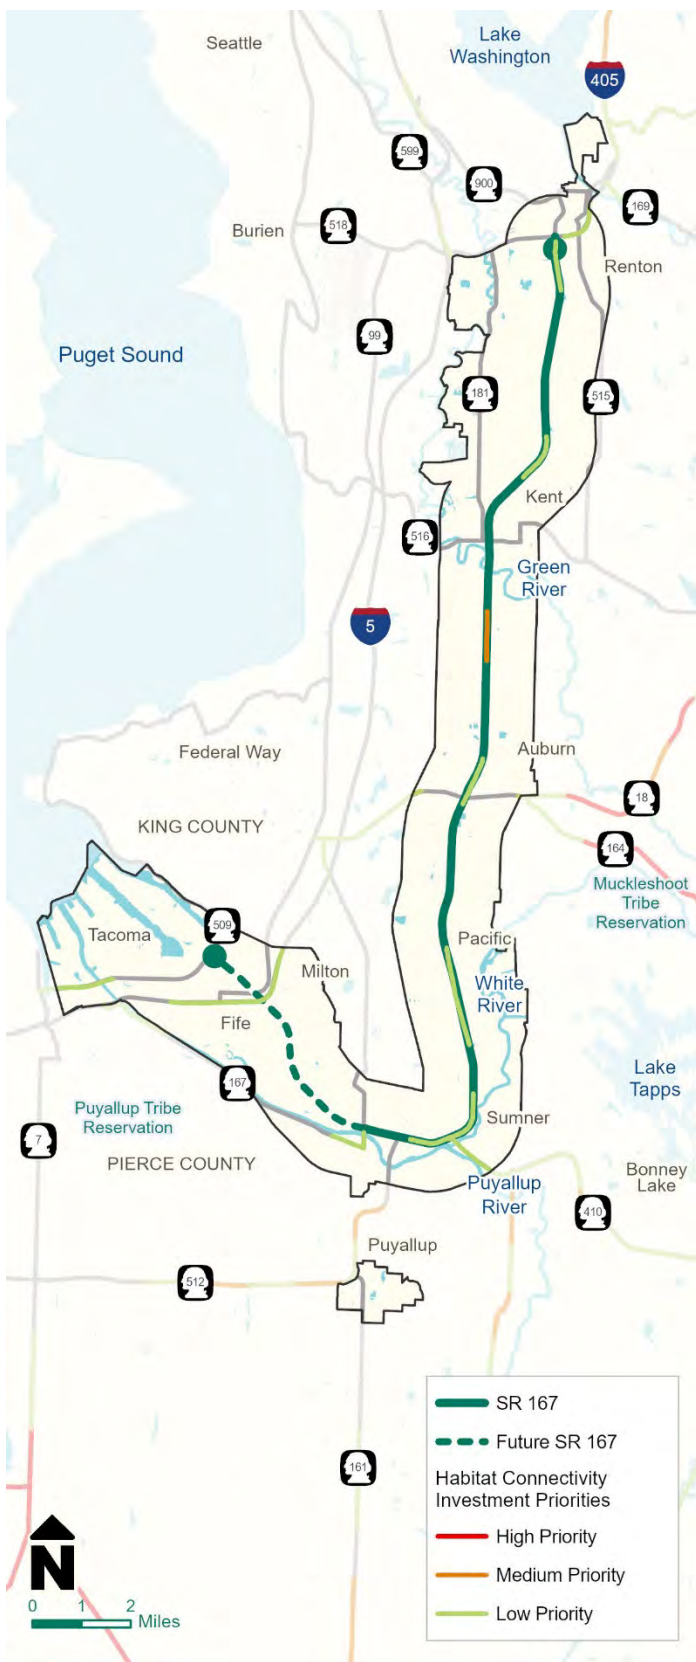 Seattle
Lake
Washington
405
599
900
169
518
Burien
Renton
99
Puget Sound
181
515
Kent
516
Green
River
5
Auburn
Federal Way
18
KING COUNTY
164
Muckleshoot
Tribe
Reservation
509
Tacoma
Pacific
Milton
White
River
Fife
Lake
Tapps
167
Puyallup Tribe
Reservation
Sumner
7
PIERCE COUNTY
Bonney
Lake
Puyallup
River
410
Puyallup
512
SR 167
Future SR 167
Habitat Connectivity
Investment Priorities
161
High Priority
N
Medium Priority
0 1 2
Miles
Low Priority